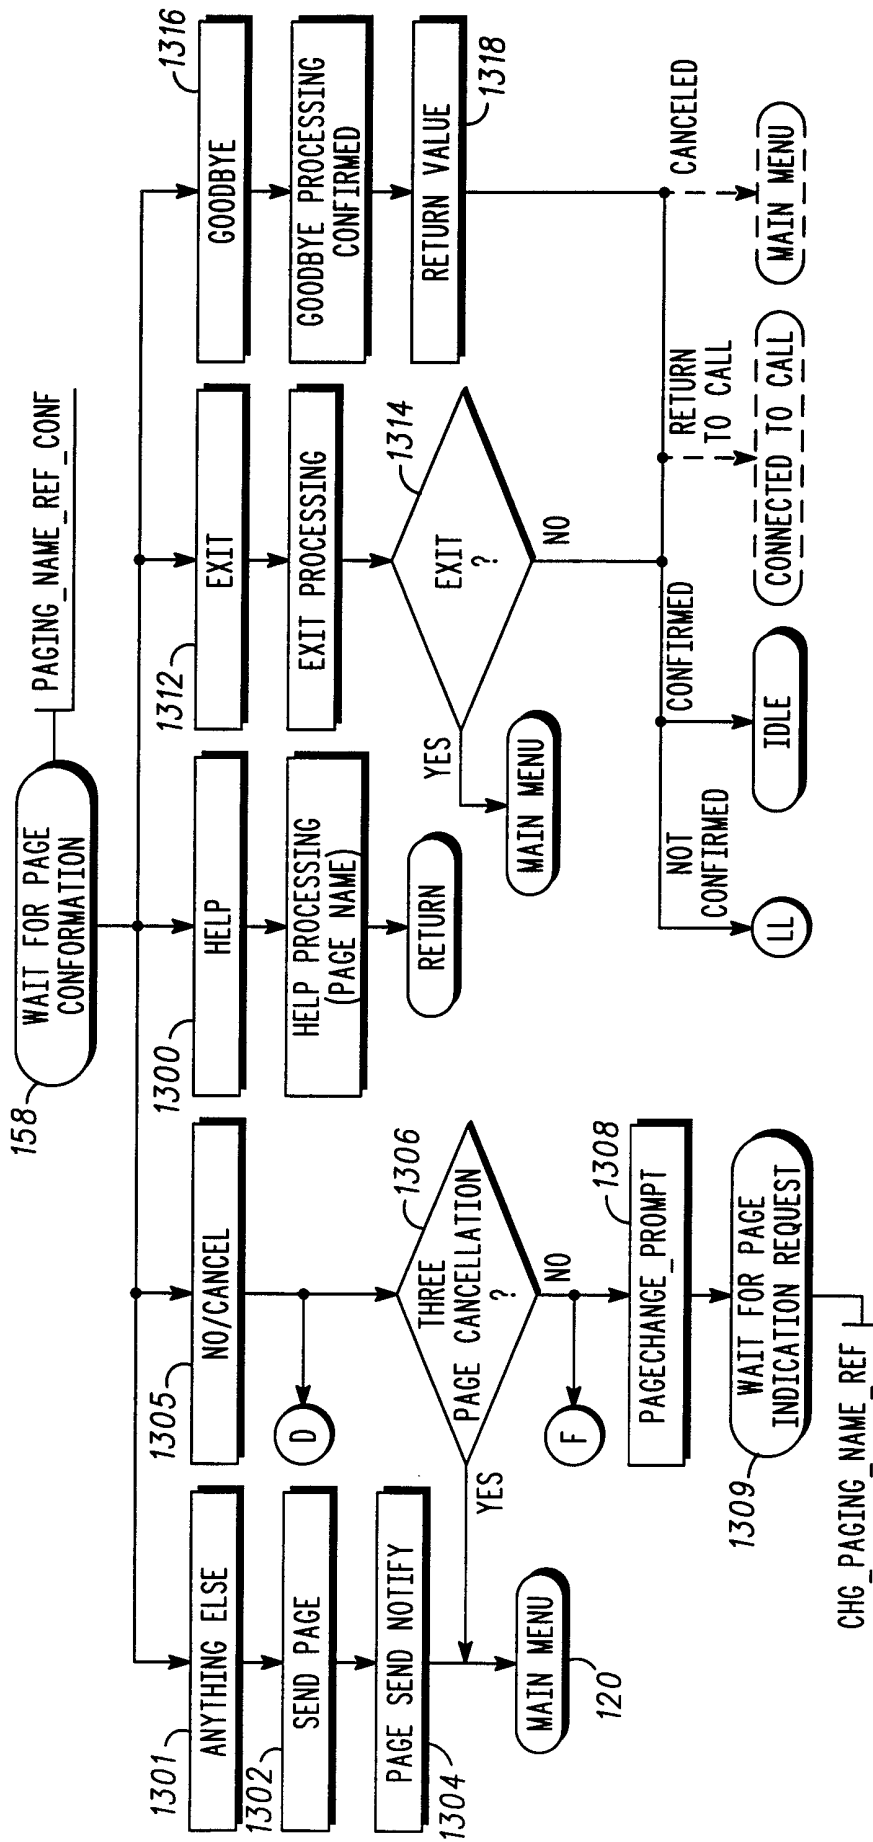 158
WAIT FOR PAGE
CONFORMATION
PAGING_NAME_REF_CONF
1301
ANYTHING ELSE
1302
SEND PAGE
PAGE SEND NOTIFY
1304
MAIN MENU
120
1305
NO/CANCEL
D
THREE
PAGE CANCELLATION
?
1306
YES
NO
F
PAGECHANGE_PROMPT
1308
1309
WAIT FOR PAGE
INDICATION REQUEST
CHG_PAGING_NAME_REF
1300
HELP
HELP PROCESSING
(PAGE NAME)
RETURN
1312
EXIT
EXIT PROCESSING
EXIT
?
1314
YES
NO
MAIN MENU
GOODBYE
1316
GOODBYE PROCESSING
CONFIRMED
RETURN VALUE
1318
NOT
CONFIRMED
CONFIRMED
RETURN
TO CALL
CANCELED
LL
IDLE
CONNECTED TO CALL
MAIN MENU